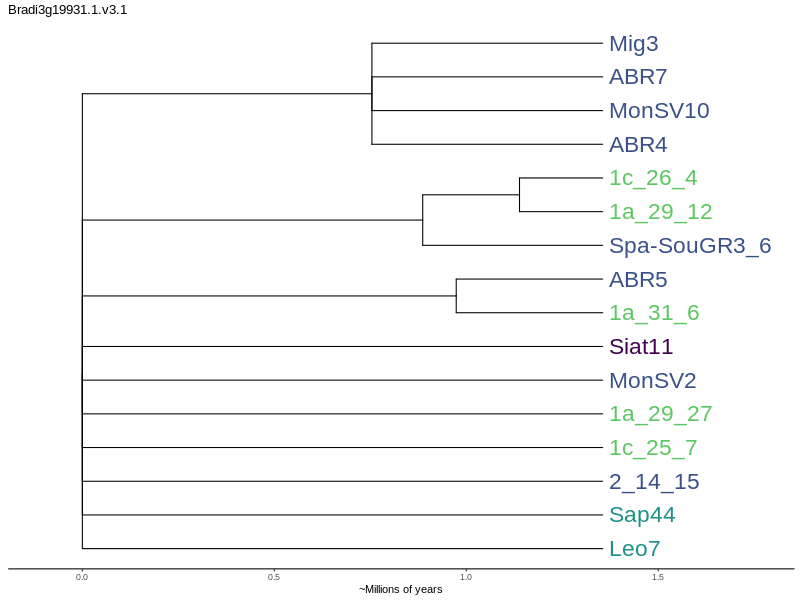 Bradi3g19931.1.v3.1
Mig3
ABR7
MonSV10
ABR4
1c_26_4
1a_29_12
Spa-SouGR3_6
ABR5
1a_31_6
Siat11
MonSV2
1a_29_27
1c_25_7
2_14_15
Sap44
Leo7
0.0 0.5 1.0 1.5
~Millions of years